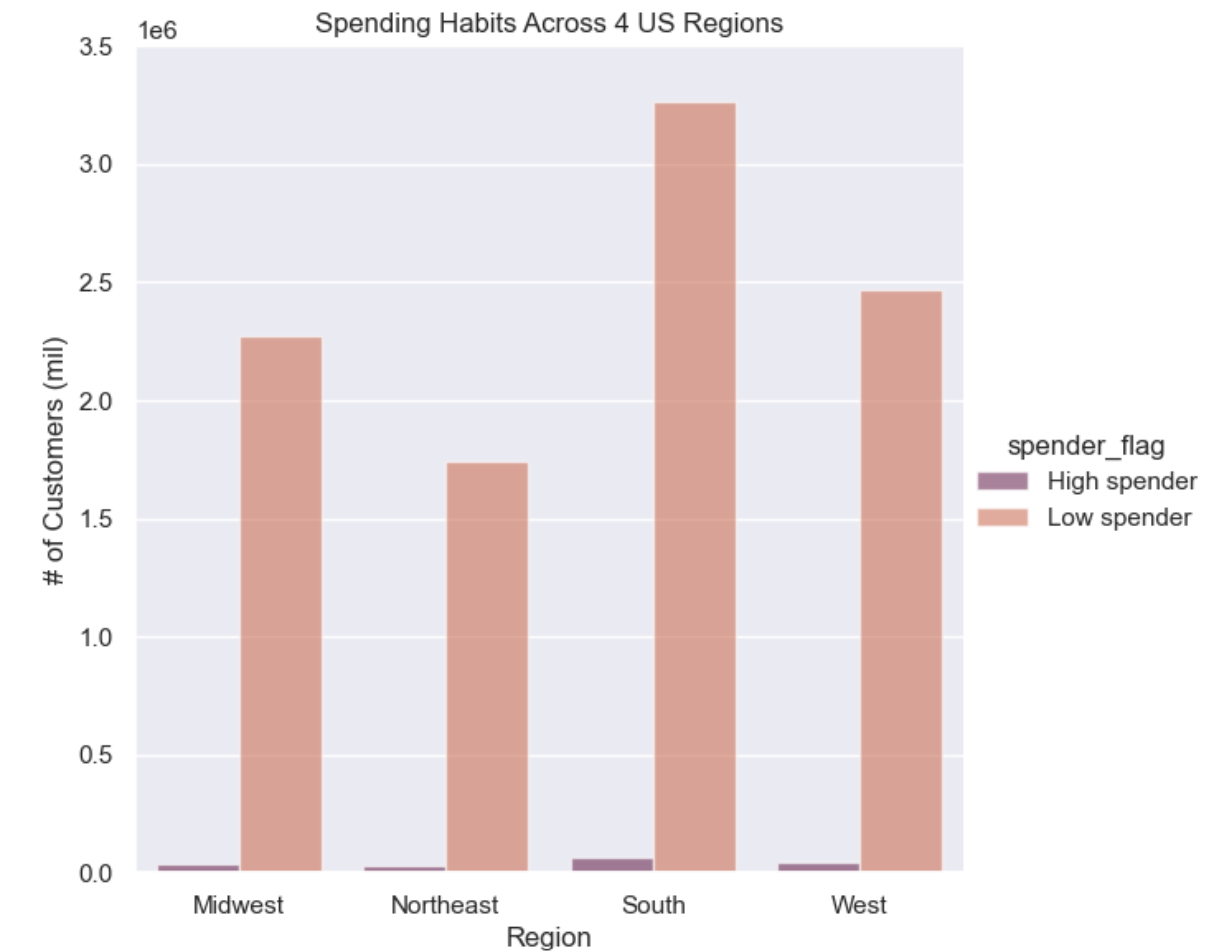 Spending Habits Across 4 US Regions
1e6
3.5
3.0
2.5
2.0
1.5
1.0
0.5
0.0
# of Customers (mil)
Midwest Northeast South West
Region
spender_flag
High spender
Low spender